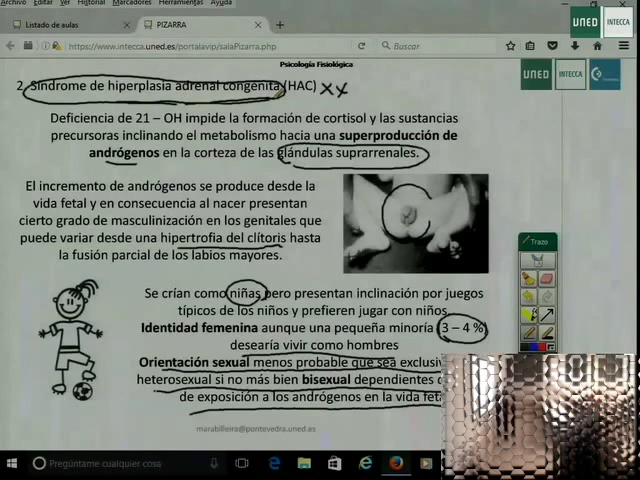 Archivo Editar Ver Historial Marcadores Herramientas Ayuda
Listado de aulas
PIZARRA
https://www.intecca.uned.es/portalavip/salaPizarra.php
Buscar
UNED INTECCA
Psicología Fisiológica
UNED INTECCA
2. Síndrome de hiperplasia adrenal congenita (HAC) XX
Deficiencia de 21 – OH impide la formación de cortisol y las sustancias
precursoras inclinando el metabolismo hacia una superproducción de
andrógenos en la corteza de las glándulas suprarrenales.
El incremento de andrógenos se produce desde la
vida fetal y en consecuencia al nacer presentan
cierto grado de masculinización en los genitales que
puede variar desde una hipertrofia del clítoris hasta
la fusión parcial de los labios mayores.
Trazo
Se crían como niñas pero presentan inclinación por juegos
típicos de los niños y prefieren jugar con niños
Identidad femenina aunque una pequeña minoría (3 – 4 %)
desearía vivir como hombres
Orientación sexual menos probable que sea
heterosexual si no más bien bisexual dependientes
de exposición a los andrógenos en la vida
marabilleira@pontevedra.uned.es
Pregúntame cualquier cosa